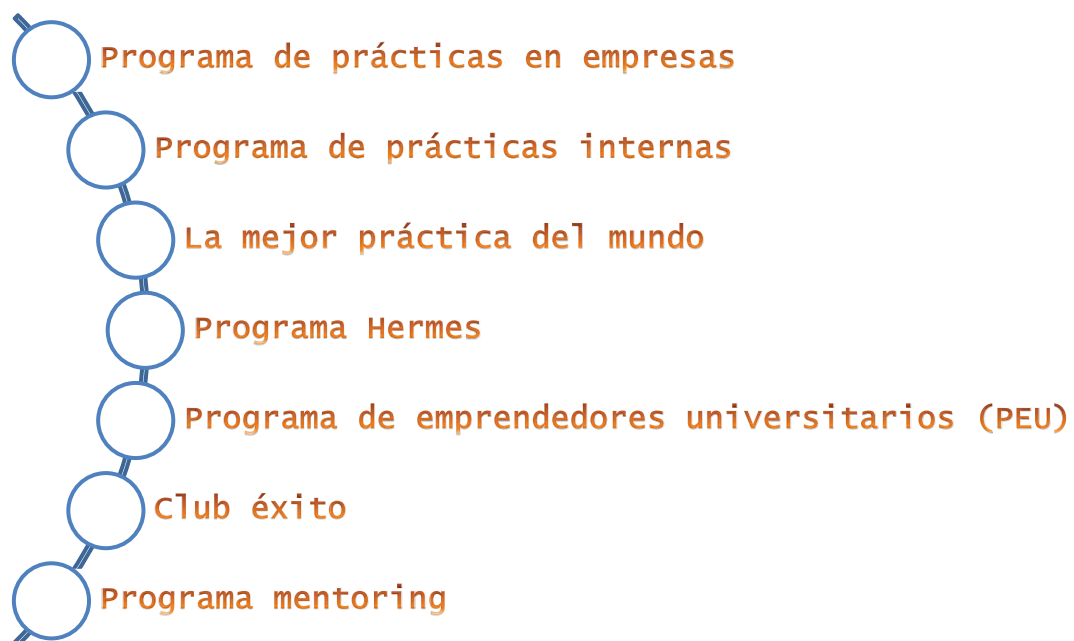 Programa de prácticas en empresas
Programa de prácticas internas
La mejor práctica del mundo
Programa Hermes
Programa de emprendedores universitarios (PEU)
Club éxito
Programa mentoring